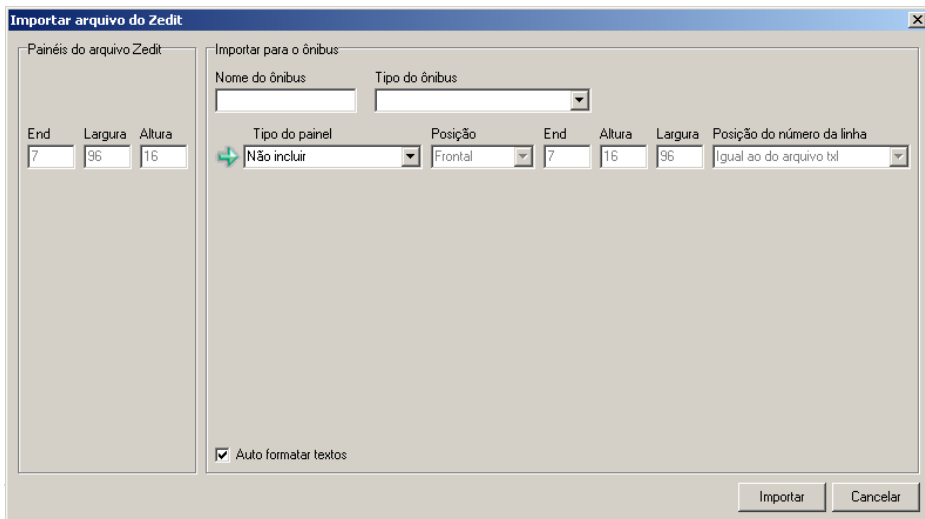 Importar arquivo do Zedit
Painéis do arquivo Zedit
Importar para o ônibus
Nome do ônibus Tipo do ônibus
End Largura Altura Tipo do painel Posição End Altura Largura Posição do número da linha
7 96 16 Não incluir Frontal 7 16 96 Igual ao do arquivo txl
Auto formatar textos
Importar Cancelar